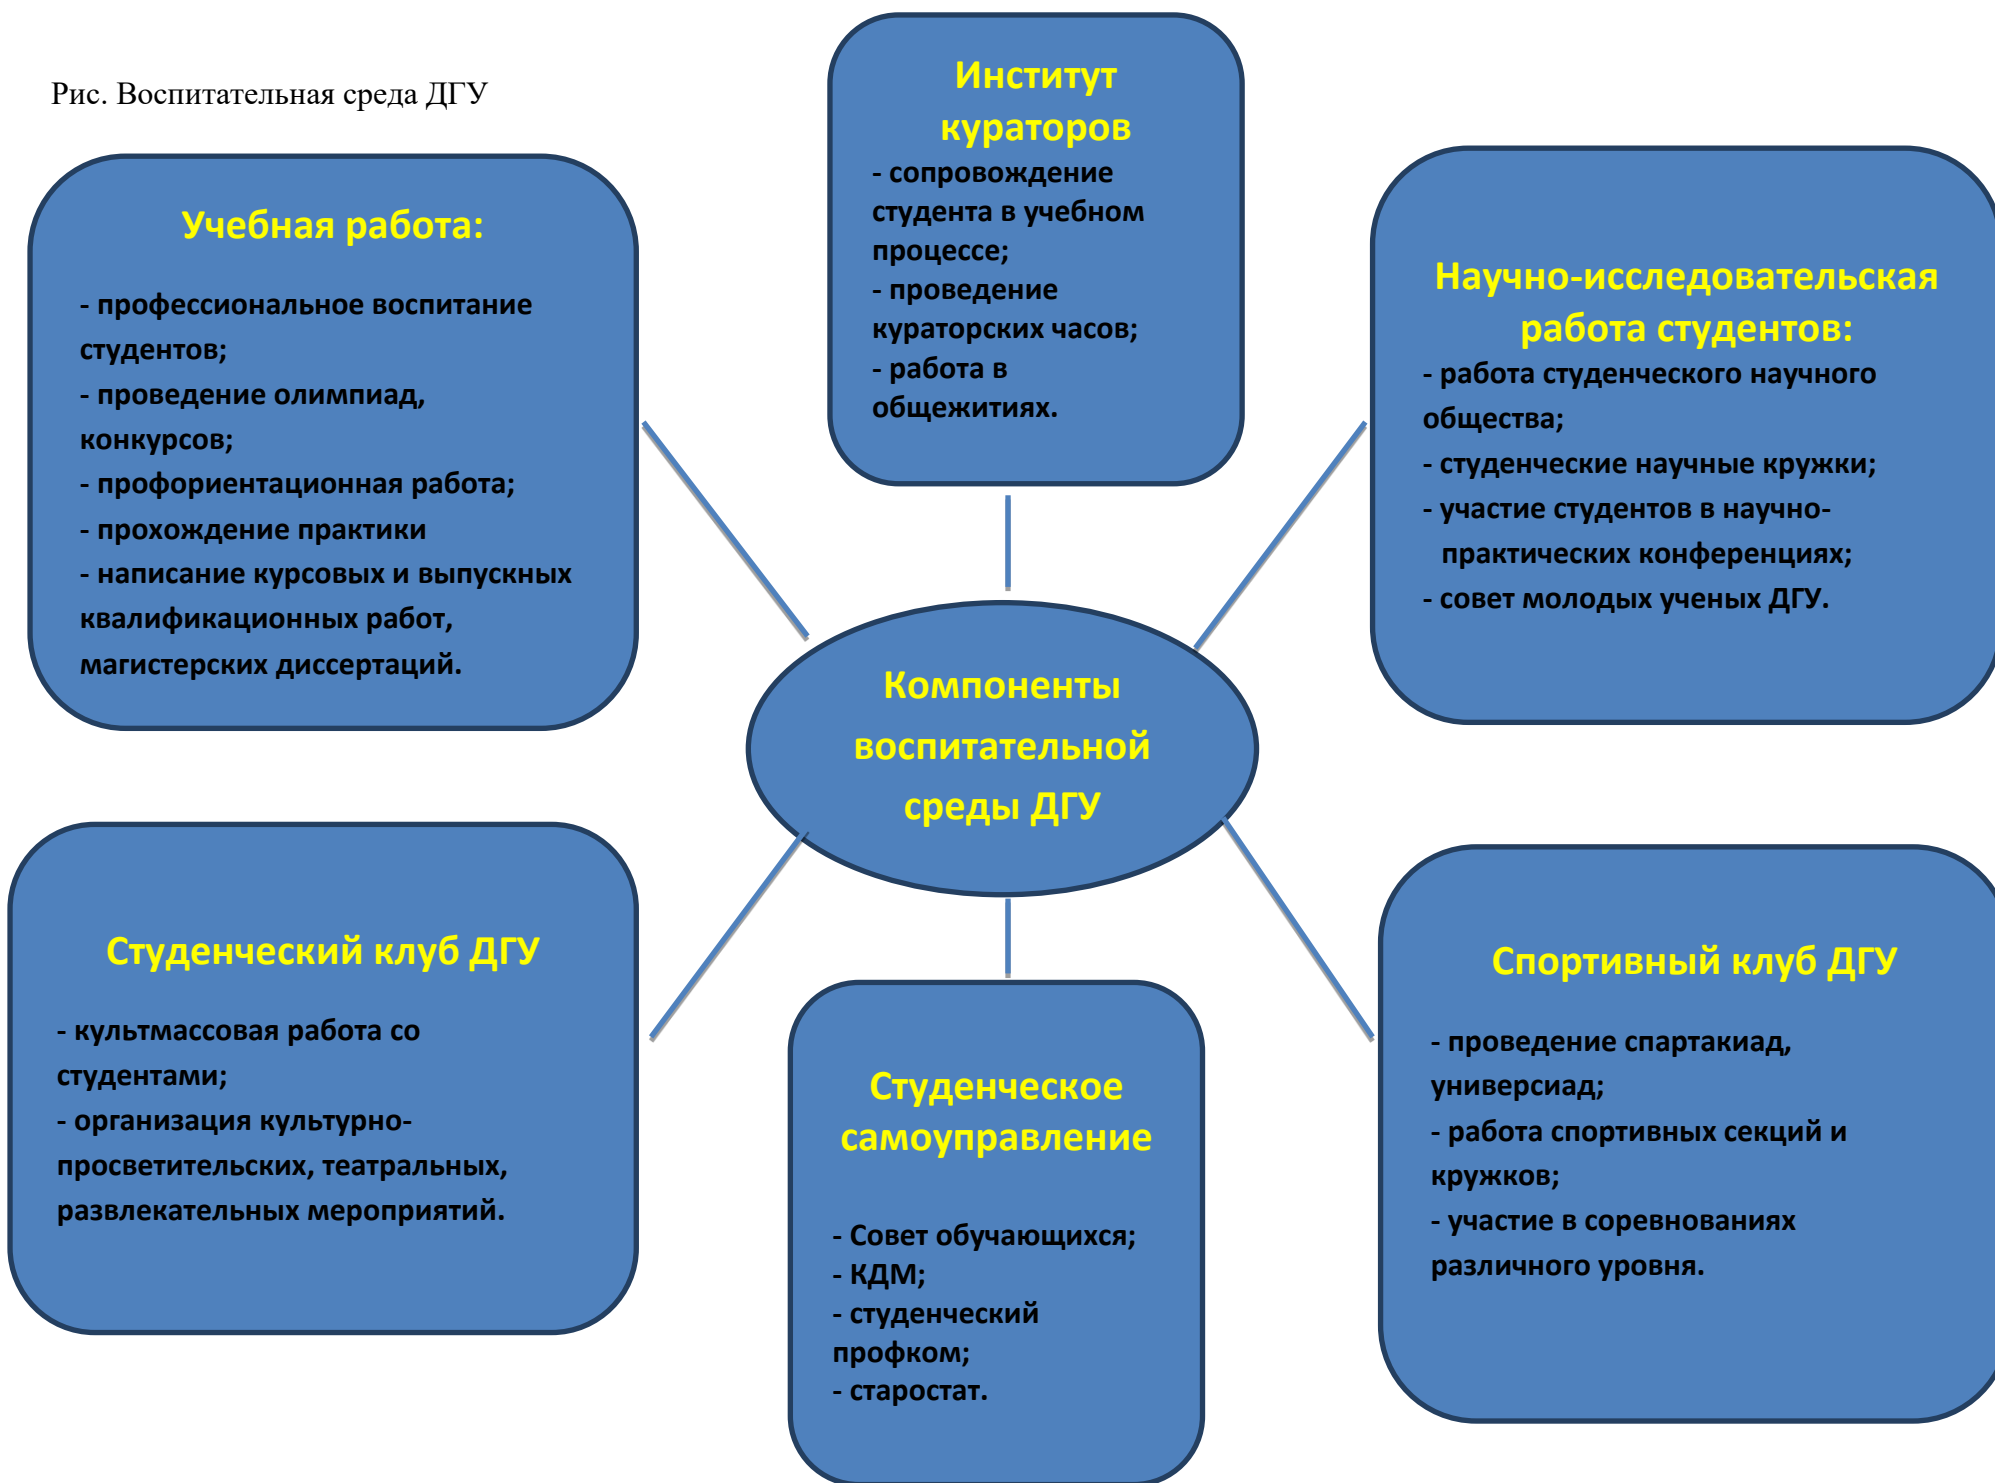 Рис. Воспитательная среда ДГУ
Учебная работа:
- профессиональное воспитание
студентов;
- проведение олимпиад,
конкурсов;
- профориентационная работа;
- прохождение практики
- написание курсовых и выпускных
квалификационных работ,
магистерских диссертаций.
Институт
кураторов
- сопровождение
студента в учебном
процессе;
- проведение
кураторских часов;
- работа в
общежитиях.
Научно-исследовательская
работа студентов:
- работа студенческого научного
общества;
- студенческие научные кружки;
- участие студентов в научно-
практических конференциях;
- совет молодых ученых ДГУ.
Компоненты
воспитательной
среды ДГУ
Студенческий клуб ДГУ
- культмассовая работа со
студентами;
- организация культурно-
просветительских, театральных,
развлекательных мероприятий.
Студенческое
самоуправление
- Совет обучающихся;
- КДМ;
- студенческий
профком;
- старостат.
Спортивный клуб ДГУ
- проведение спартакиад,
универсиад;
- работа спортивных секций и
кружков;
- участие в соревнованиях
различного уровня.